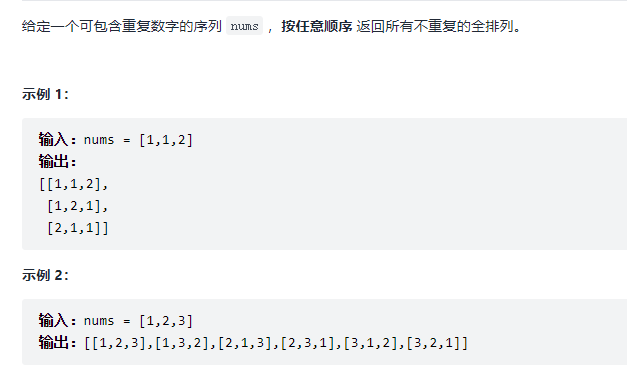 给定一个可包含重复数字的序列 nums ，按任意顺序 返回所有不重复的全排列。
示例 1：
输入：nums = [1,1,2]
输出：
[[1,1,2],
[1,2,1],
[2,1,1]]
示例 2：
输入：nums = [1,2,3]
输出：[[1,2,3],[1,3,2],[2,1,3],[2,3,1],[3,1,2],[3,2,1]]